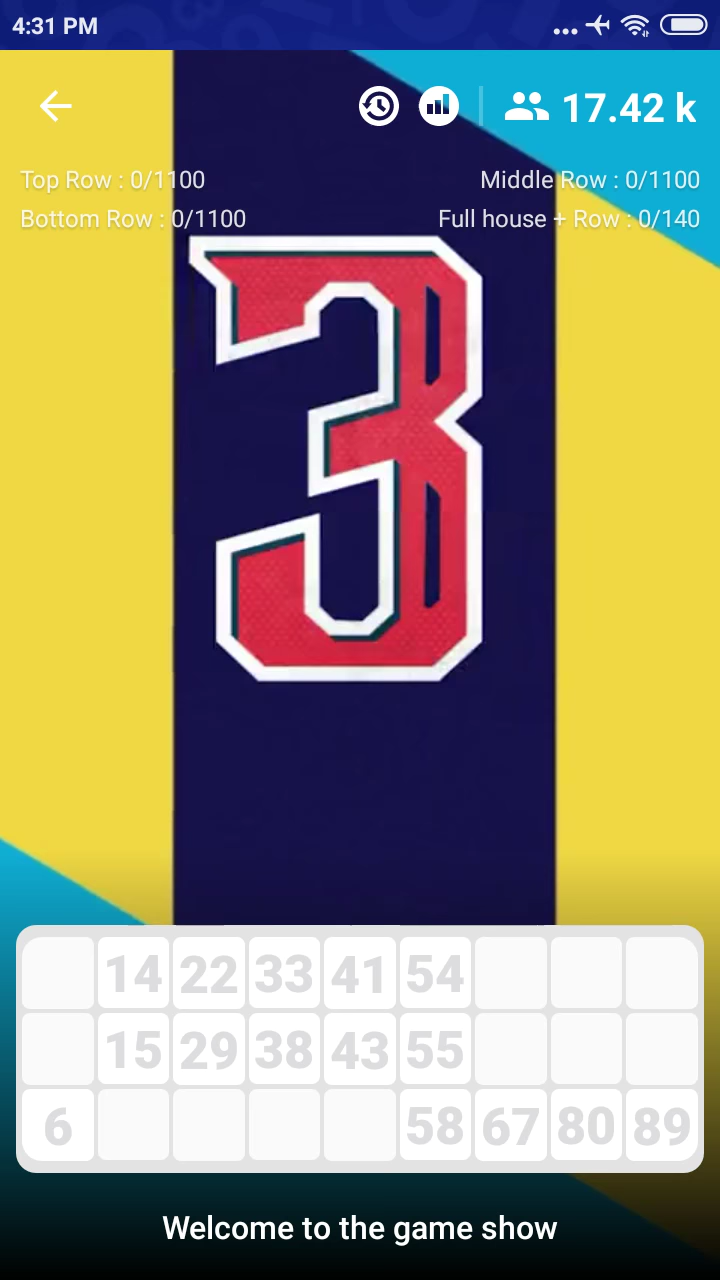 4:31 PM
17.42 k
Top Row : 0/1100
Middle Row : 0/1100
Bottom Row : 0/1100
Full house + Row : 0/140
3
14 22 33 41 54
15 29 38 43 55
6 58 67 80 89
Welcome to the game show